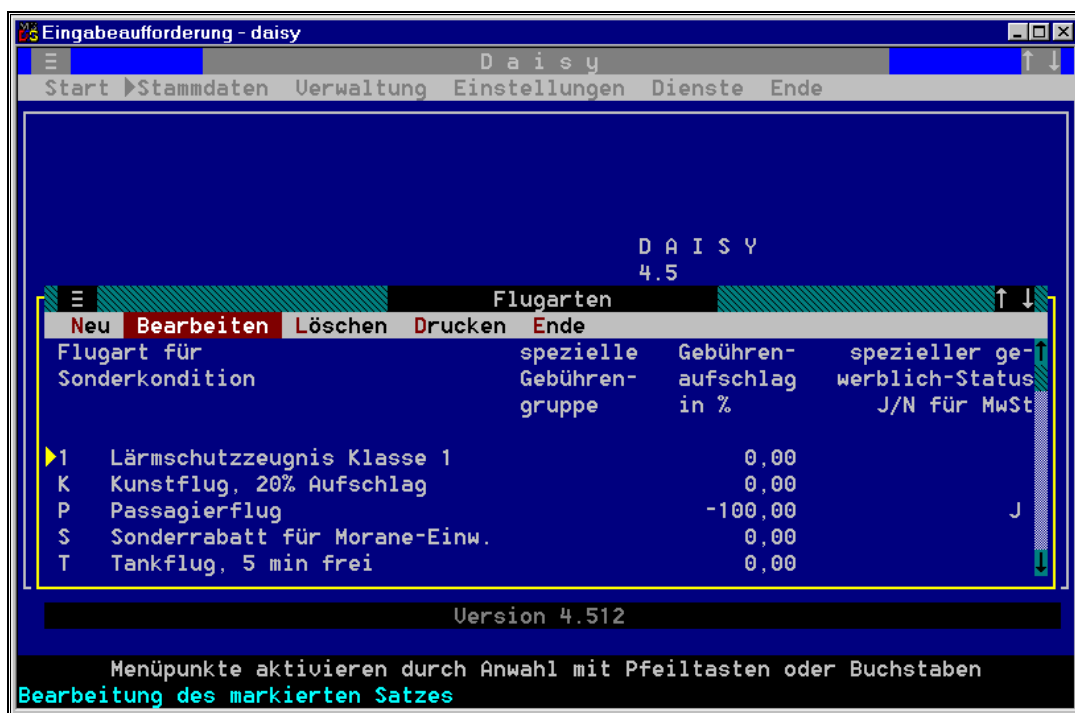 Eingabeaufforderung - daisy
D a i s y
Start Stammdaten Verwaltung Einstellungen Dienste Ende
D A I S Y
4.5
Flugarten
Neu Bearbeiten Löschen Drucken Ende
Flugart für spezielle Gebühren- spezieller ge-
Sonderkondition Gebühren- aufschlag werblich-Status
gruppe in % J/N für MwSt
1 Lärmschutzzeugnis Klasse 1 0,00
K Kunstflug, 20% Aufschlag 0,00
P Passagierflug -100,00 J
S Sonderrabatt für Morane-Einw. 0,00
T Tankflug, 5 min frei 0,00
Version 4.512
Menüpunkte aktivieren durch Anwahl mit Pfeiltasten oder Buchstaben
Bearbeitung des markierten Satzes